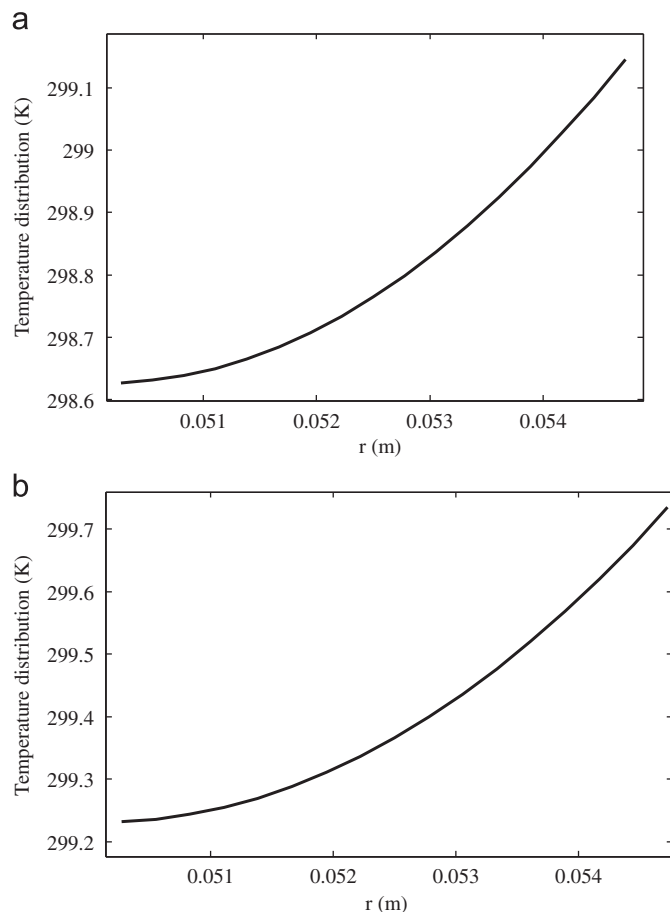 a
Temperature distribution (K)
299.1
299
298.9
298.8
298.7
298.6
0.051 0.052 0.053 0.054
r (m)
b
Temperature distribution (K)
299.7
299.6
299.5
299.4
299.3
299.2
0.051 0.052 0.053 0.054
r (m)